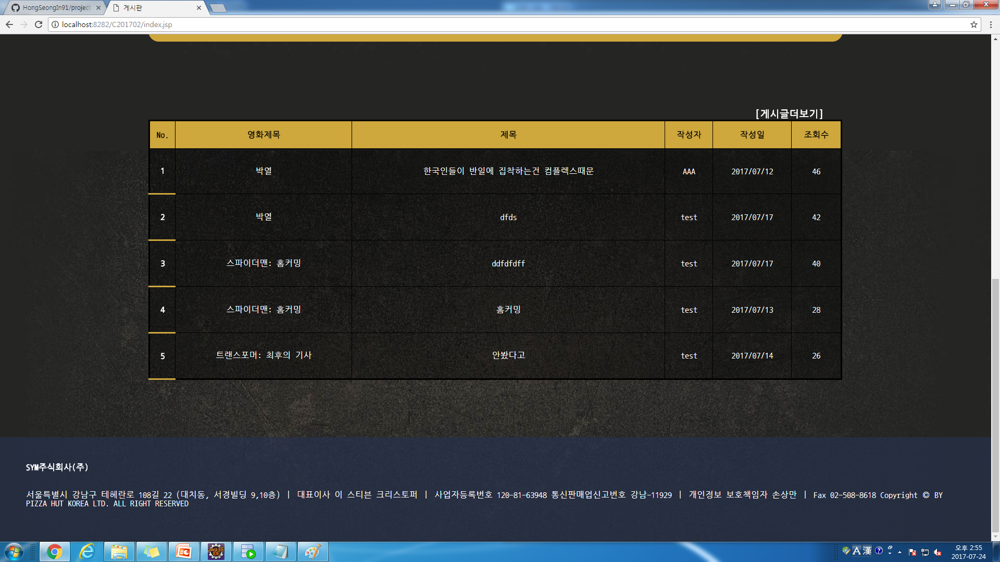 HongSeongIn91/project
게시판
localhost:8282/C201702/index.jsp
[게시글더보기]
No. 영화제목 제목 작성자 작성일 조회수
1 박열 한국인들이 반일에 집착하는건 컴플렉스때문 AAA 2017/07/12 46
2 박열 dfds test 2017/07/17 42
3 스파이더맨: 홈커밍 ddfdfdff test 2017/07/17 40
4 스파이더맨: 홈커밍 홈커밍 test 2017/07/13 28
5 트랜스포머: 최후의 기사 안봤다고 test 2017/07/14 26
SYM주식회사(주)
서울특별시 강남구 테헤란로 108길 22 (대치동, 서경빌딩 9,10층) | 대표이사 이 스티븐 크리스토퍼 | 사업자등록번호 120-81-63948 통신판매업신고번호 강남-11929 | 개인정보 보호책임자 손상만 | Fax 02-508-8618 Copyright © BY
PIZZA HUT KOREA LTD. ALL RIGHT RESERVED
Java EE
IDE
A 漢
오후 2:55
2017-07-24